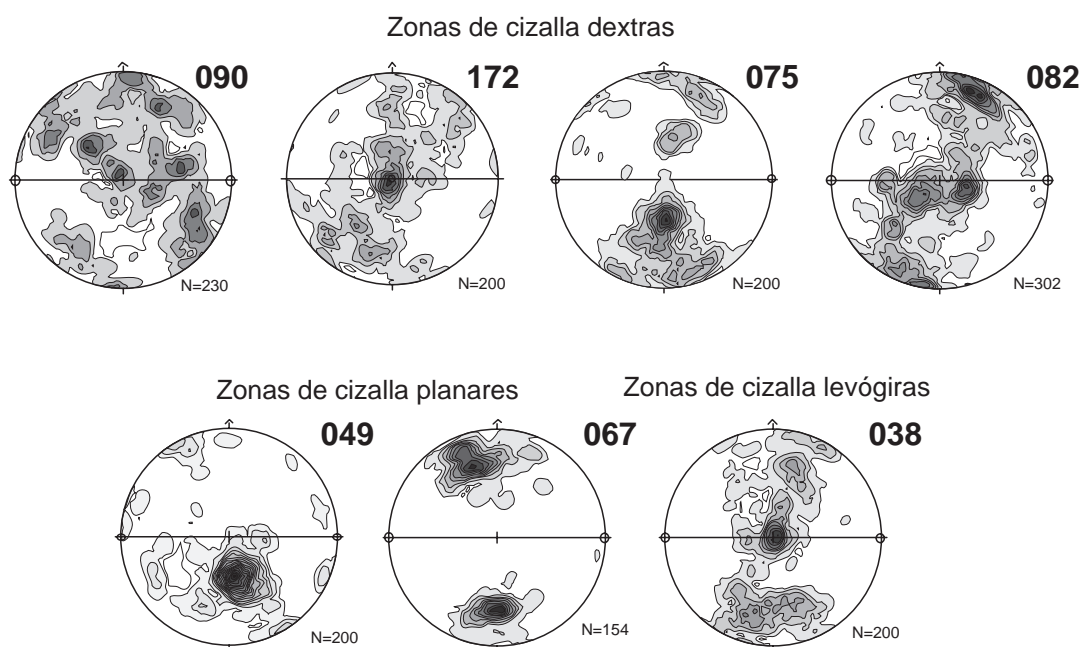 Zonas de cizalla dextras
090 172 075 082
N=230 N=200 N=200 N=302
Zonas de cizalla planares Zonas de cizalla levógiras
049 067 038
N=200 N=154 N=200